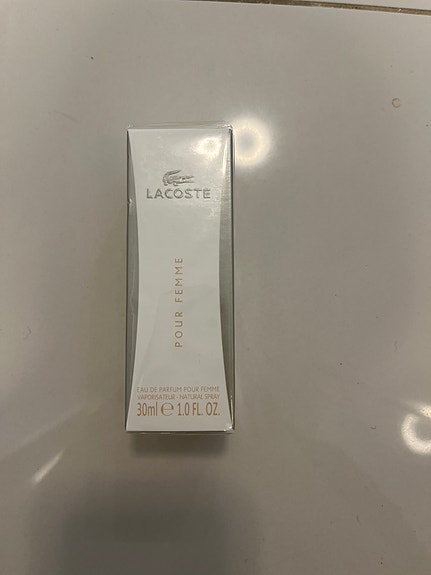 LACOSTE
POUR FEMME
EAU DE PARFUM POUR FEMME
VAPORISATEUR - NATURAL SPRAY
30ml ℮ 1.0 FL. OZ.